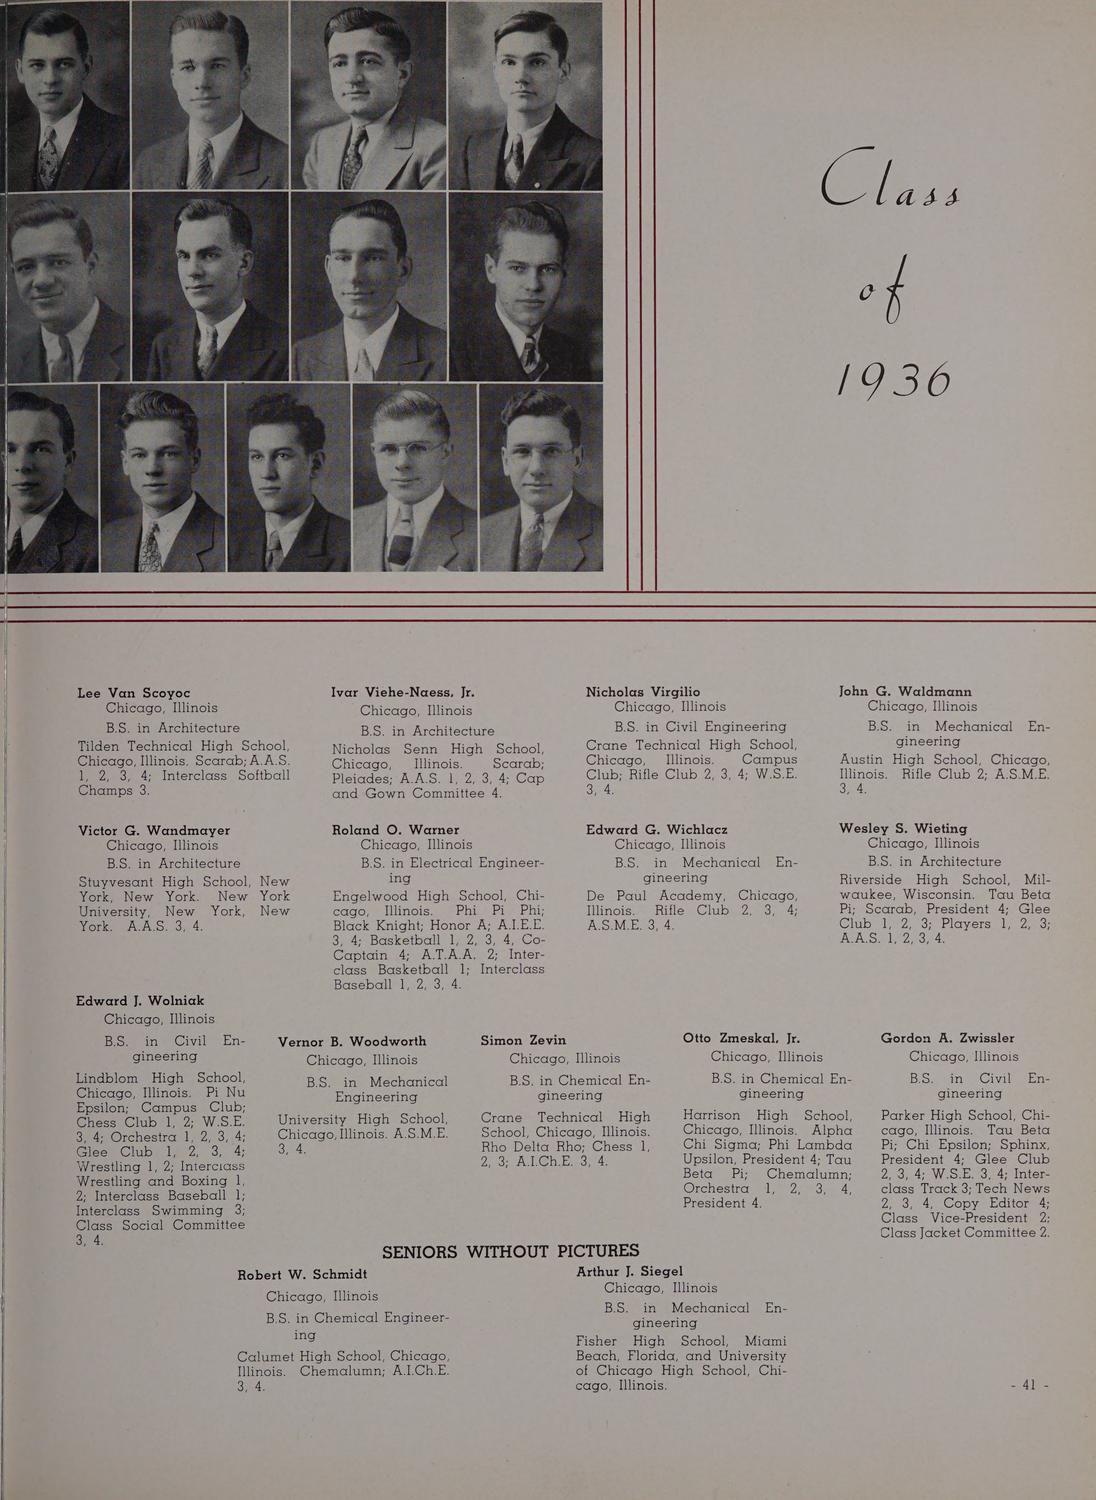 Class
of
1936
Lee Van Scoyoc
Chicago, Illinois
B.S. in Architecture
Tilden Technical High School,
Chicago, Illinois. Scarab; A.A.S.
1, 2, 3, 4; Interclass Softball
Champs 3.
Ivar Viehe-Naess, Jr.
Chicago, Illinois
B.S. in Architecture
Nicholas Senn High School,
Chicago, Illinois. Scarab;
Pleiades; A.A.S. 1, 2, 3, 4; Cap
and Gown Committee 4.
Nicholas Virgilio
Chicago, Illinois
B.S. in Civil Engineering
Crane Technical High School,
Chicago, Illinois. Campus
Club; Rifle Club 2, 3, 4; W.S.E.
3, 4.
John G. Waldmann
Chicago, Illinois
B.S. in Mechanical En-
gineering
Austin High School, Chicago,
Illinois. Rifle Club 2; A.S.M.E.
3, 4.
Victor G. Wandmayer
Chicago, Illinois
B.S. in Architecture
Stuyvesant High School, New
York, New York. New York
University, New York, New
York. A.A.S. 3, 4.
Roland O. Warner
Chicago, Illinois
B.S. in Electrical Engineer-
ing
Engelwood High School, Chi-
cago, Illinois. Phi Pi Phi;
Black Knight; Honor A; A.I.E.E.
3, 4; Basketball 1, 2, 3, 4, Co-
Captain 4; A.T.A.A. 2; Inter-
class Basketball 1; Interclass
Baseball 1, 2, 3, 4.
Edward G. Wichlacz
Chicago, Illinois
B.S. in Mechanical En-
gineering
De Paul Academy, Chicago,
Illinois. Rifle Club 2, 3, 4;
A.S.M.E. 3, 4.
Wesley S. Wieting
Chicago, Illinois
B.S. in Architecture
Riverside High School, Mil-
waukee, Wisconsin. Tau Beta
Pi; Scarab, President 4; Glee
Club 1, 2, 3; Players 1, 2, 3;
A.A.S. 1, 2, 3, 4.
Edward J. Wolniak
Chicago, Illinois
B.S. in Civil En-
gineering
Lindblom High School,
Chicago, Illinois. Pi Nu
Epsilon; Campus Club;
Chess Club 1, 2; W.S.E.
3, 4; Orchestra 1, 2, 3, 4;
Glee Club 1, 2, 3, 4;
Wrestling 1, 2; Interclass
Wrestling and Boxing 1,
2; Interclass Baseball 1;
Interclass Swimming 3;
Class Social Committee
3, 4.
Vernor B. Woodworth
Chicago, Illinois
B.S. in Mechanical
Engineering
University High School,
Chicago, Illinois. A.S.M.E.
3, 4.
Simon Zevin
Chicago, Illinois
B.S. in Chemical En-
gineering
Crane Technical High
School, Chicago, Illinois.
Rho Delta Rho; Chess 1,
2, 3; A.I.Ch.E. 3, 4.
Otto Zmeskal, Jr.
Chicago, Illinois
B.S. in Chemical En-
gineering
Harrison High School,
Chicago, Illinois. Alpha
Chi Sigma; Phi Lambda
Upsilon, President 4; Tau
Beta Pi; Chemalumn;
Orchestra 1, 2, 3, 4,
President 4.
Gordon A. Zwissler
Chicago, Illinois
B.S. in Civil En-
gineering
Parker High School, Chi-
cago, Illinois. Tau Beta
Pi; Chi Epsilon; Sphinx,
President 4; Glee Club
2, 3, 4; W.S.E. 3, 4; Inter-
class Track 3; Tech News
2, 3, 4, Copy Editor 4;
Class Vice-President 2;
Class Jacket Committee 2.
SENIORS WITHOUT PICTURES
Robert W. Schmidt
Chicago, Illinois
B.S. in Chemical Engineer-
ing
Calumet High School, Chicago,
Illinois. Chemalumn; A.I.Ch.E.
3, 4.
Arthur J. Siegel
Chicago, Illinois
B.S. in Mechanical En-
gineering
Fisher High School, Miami
Beach, Florida, and University
of Chicago High School, Chi-
cago, Illinois.
- 41 -